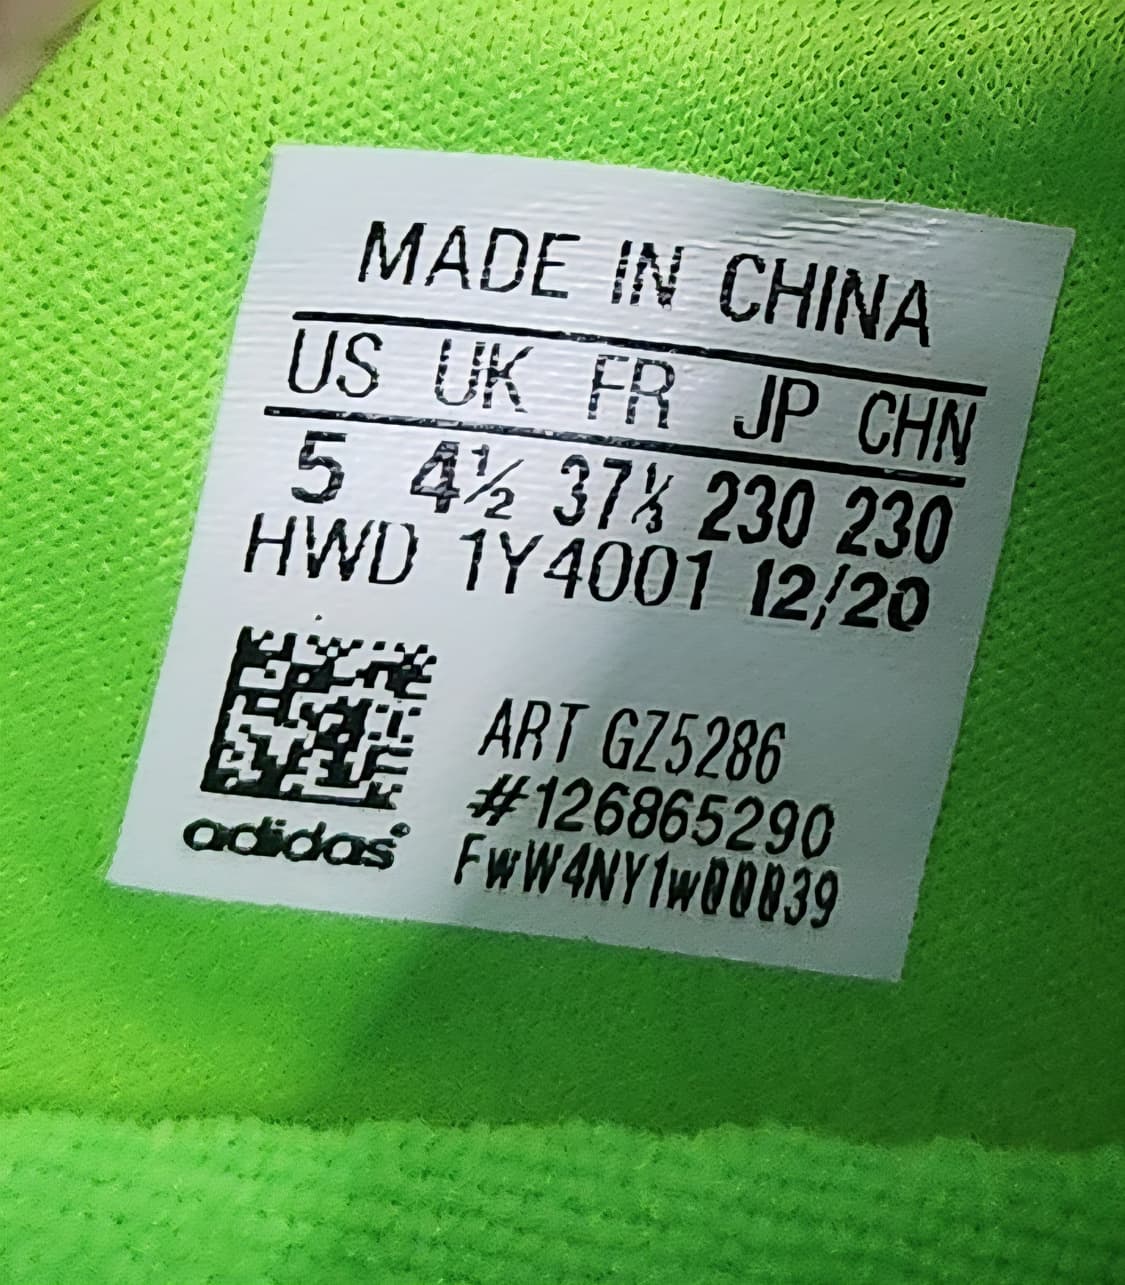 MADE IN CHINA
US UK FR JP CHN
5 4½ 37⅓ 230 230
HWD 1Y4001 12/20
ART GZ5286
#126865290
FwW4NY1w00039
adidas